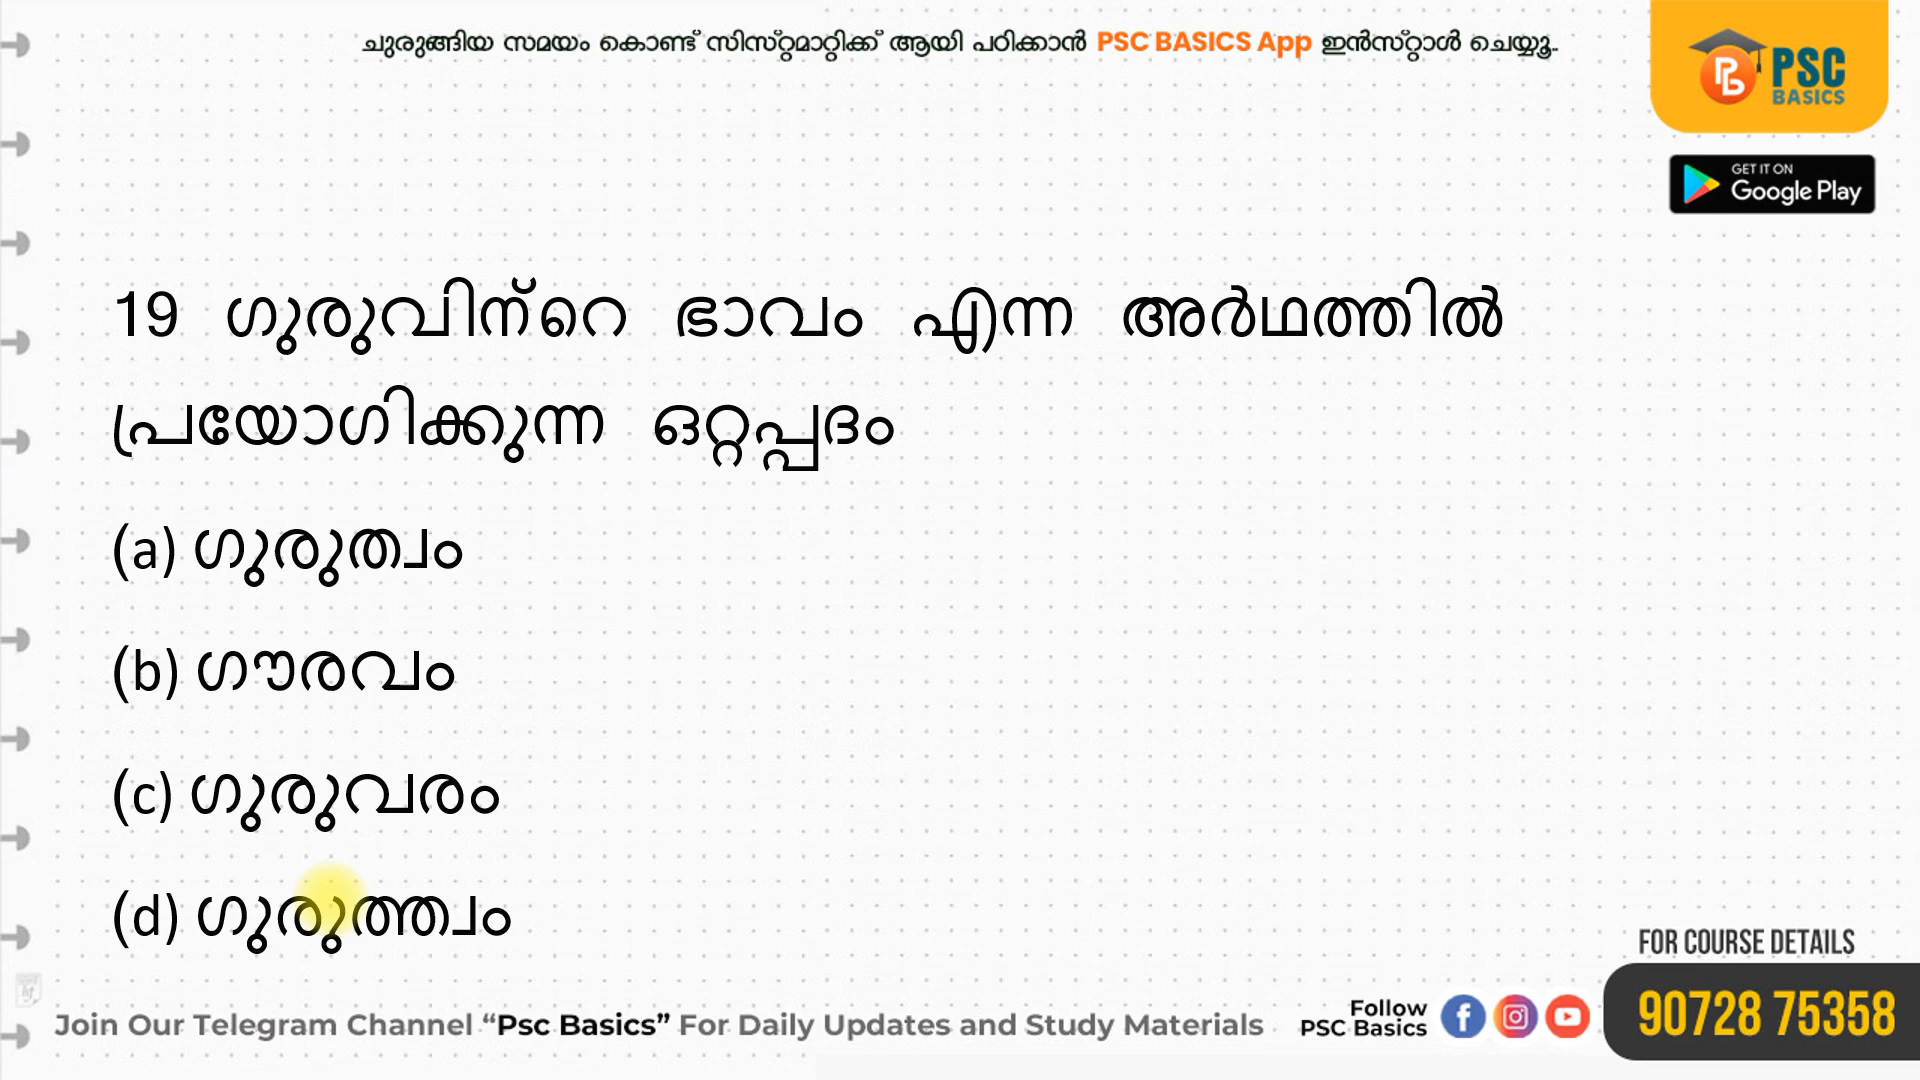 ചുരുങ്ങിയ സമയം കൊണ്ട് സിസ്റ്റമാറ്റിക്ക് ആയി പഠിക്കാൻ PSC BASICS App ഇൻസ്റ്റാൾ ചെയ്യൂ..
PSC
BASICS
GET IT ON
Google Play
19 ഗുരുവിന്റെ ഭാവം എന്ന അർഥത്തിൽ
പ്രയോഗിക്കുന്ന ഒറ്റപ്പദം
(a) ഗുരുത്വം
(b) ഗൗരവം
(c) ഗുരുവരം
(d) ഗുരുത്ത്വം
FOR COURSE DETAILS
90728 75358
Join Our Telegram Channel “Psc Basics” For Daily Updates and Study Materials
Follow
PSC Basics